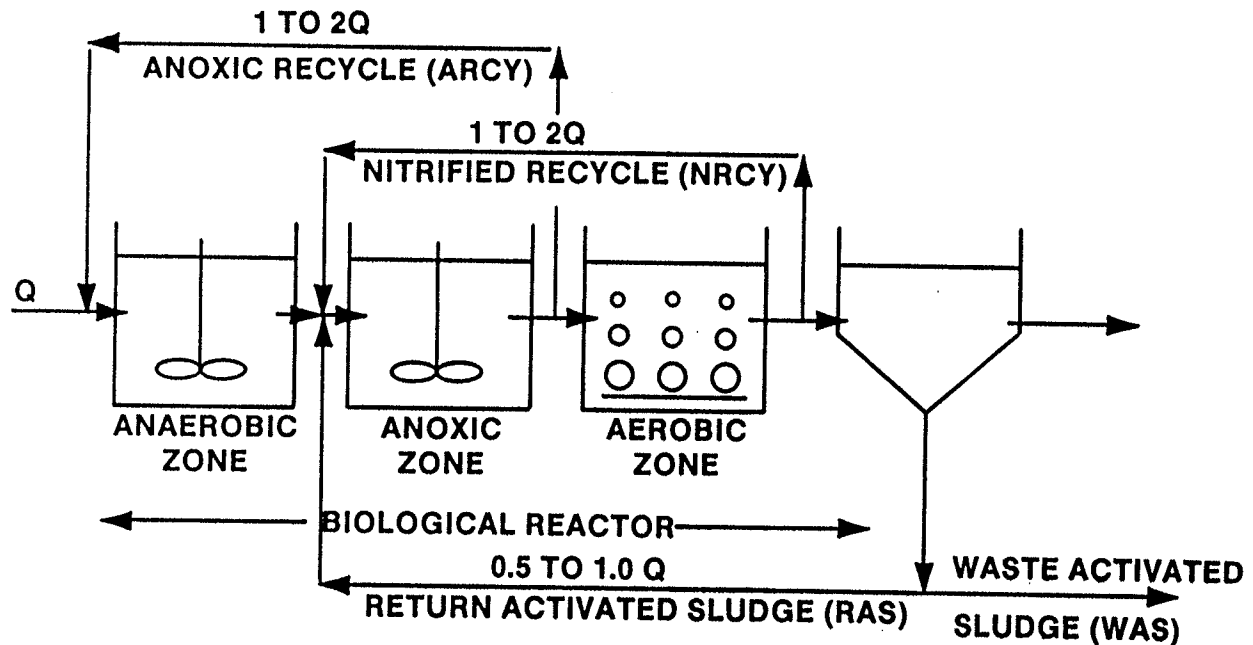 1 TO 2Q
ANOXIC RECYCLE (ARCY)
1 TO 2Q
NITRIFIED RECYCLE (NRCY)
Q
ANAEROBIC
ZONE
ANOXIC
ZONE
AEROBIC
ZONE
BIOLOGICAL REACTOR
0.5 TO 1.0 Q
RETURN ACTIVATED SLUDGE (RAS)
WASTE ACTIVATED
SLUDGE (WAS)